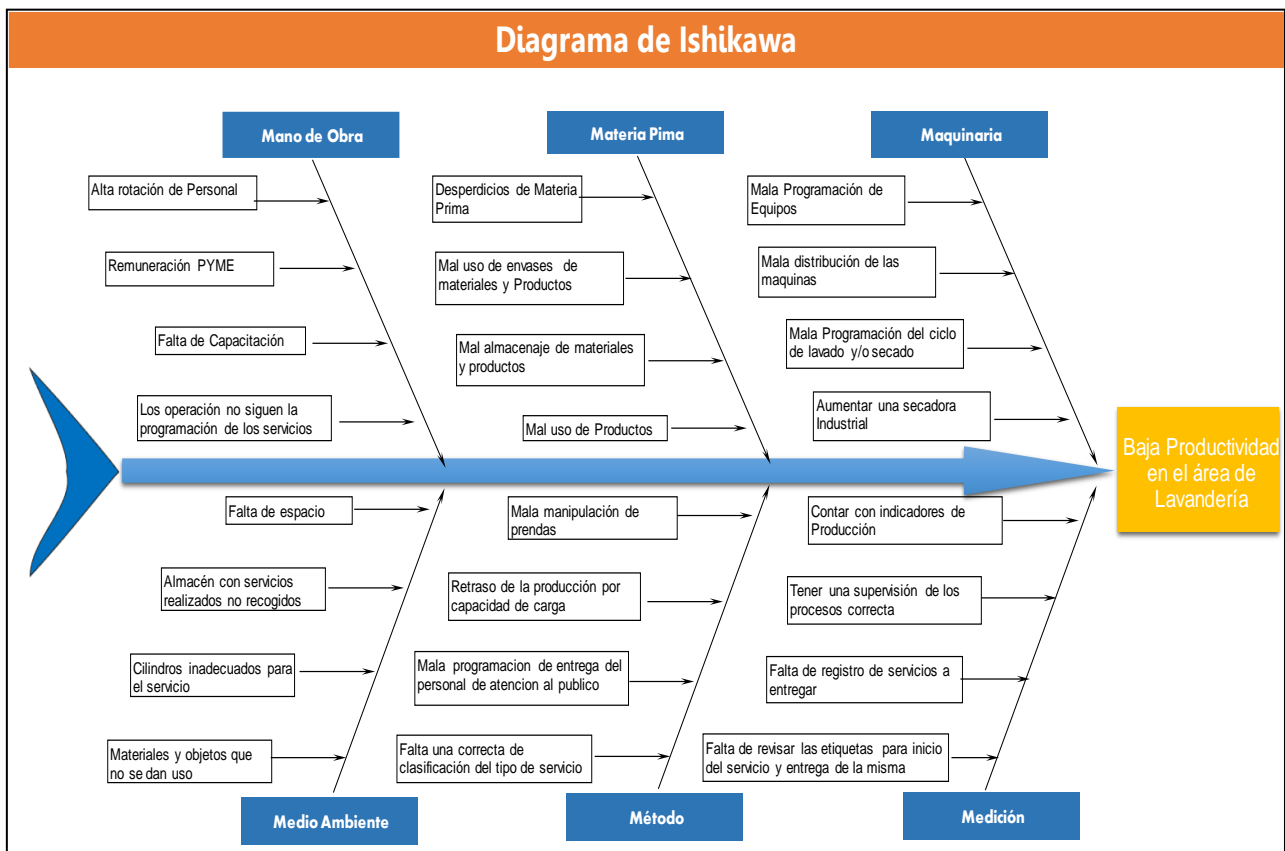 Diagrama de Ishikawa
Mano de Obra
Materia Pima
Maquinaria
Alta rotación de Personal
Remuneración PYME
Falta de Capacitación
Los operación no siguen la
programación de los servicios
Desperdicios de Materia
Prima
Mal uso de envases de
materiales y Productos
Mal almacenaje de materiales
y productos
Mal uso de Productos
Mala Programación de
Equipos
Mala distribución de las
maquinas
Mala Programación del ciclo
de lavado y/o secado
Aumentar una secadora
Industrial
Baja Productividad
en el área de
Lavandería
Falta de espacio
Almacén con servicios
realizados no recogidos
Cilindros inadecuados para
el servicio
Materiales y objetos que
no se dan uso
Mala manipulación de
prendas
Retraso de la producción por
capacidad de carga
Mala programacion de entrega del
personal de atencion al publico
Falta una correcta de
clasificación del tipo de servicio
Contar con indicadores de
Producción
Tener una supervisión de los
procesos correcta
Falta de registro de servicios a
entregar
Falta de revisar las etiquetas para inicio
del servicio y entrega de la misma
Medio Ambiente
Método
Medición